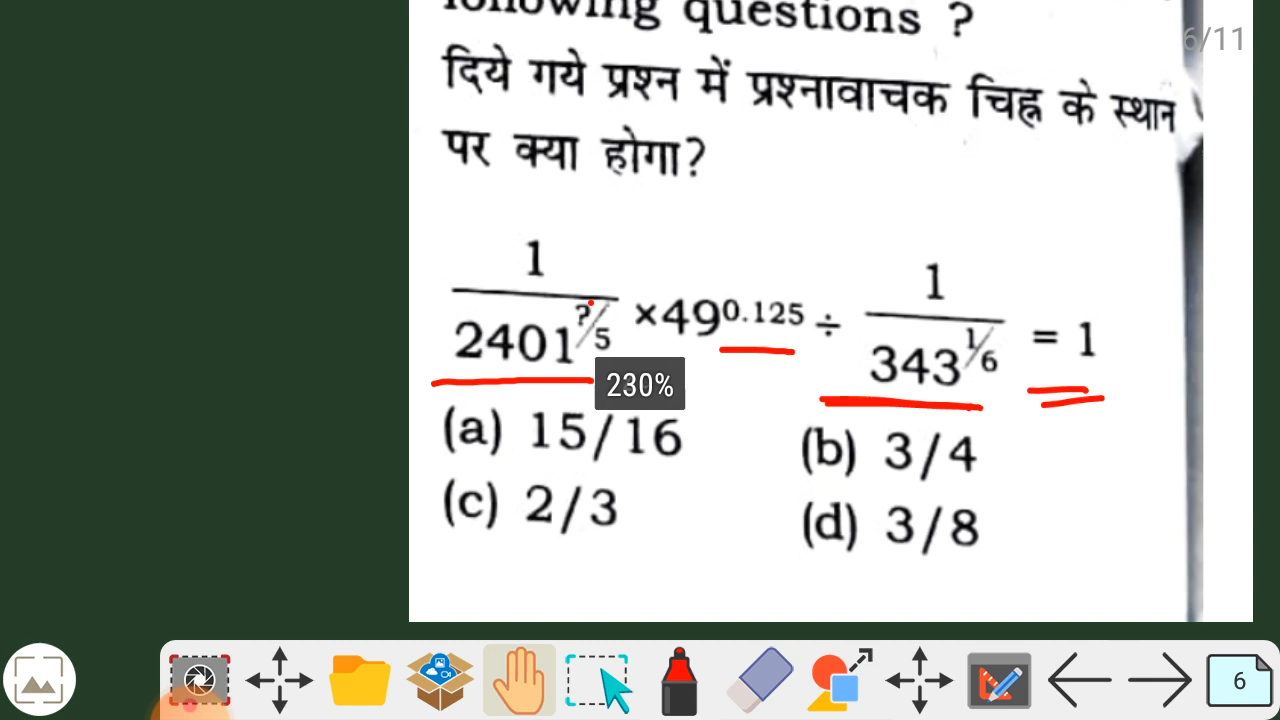 following questions ?
6/11
दिये गये प्रश्न में प्रश्नावाचक चिह्न के स्थान
पर क्या होगा?
1/2401^?/5 ×49^0.125 ÷ 1/343^1/6 = 1
230%
(a) 15/16 (b) 3/4
(c) 2/3 (d) 3/8
6